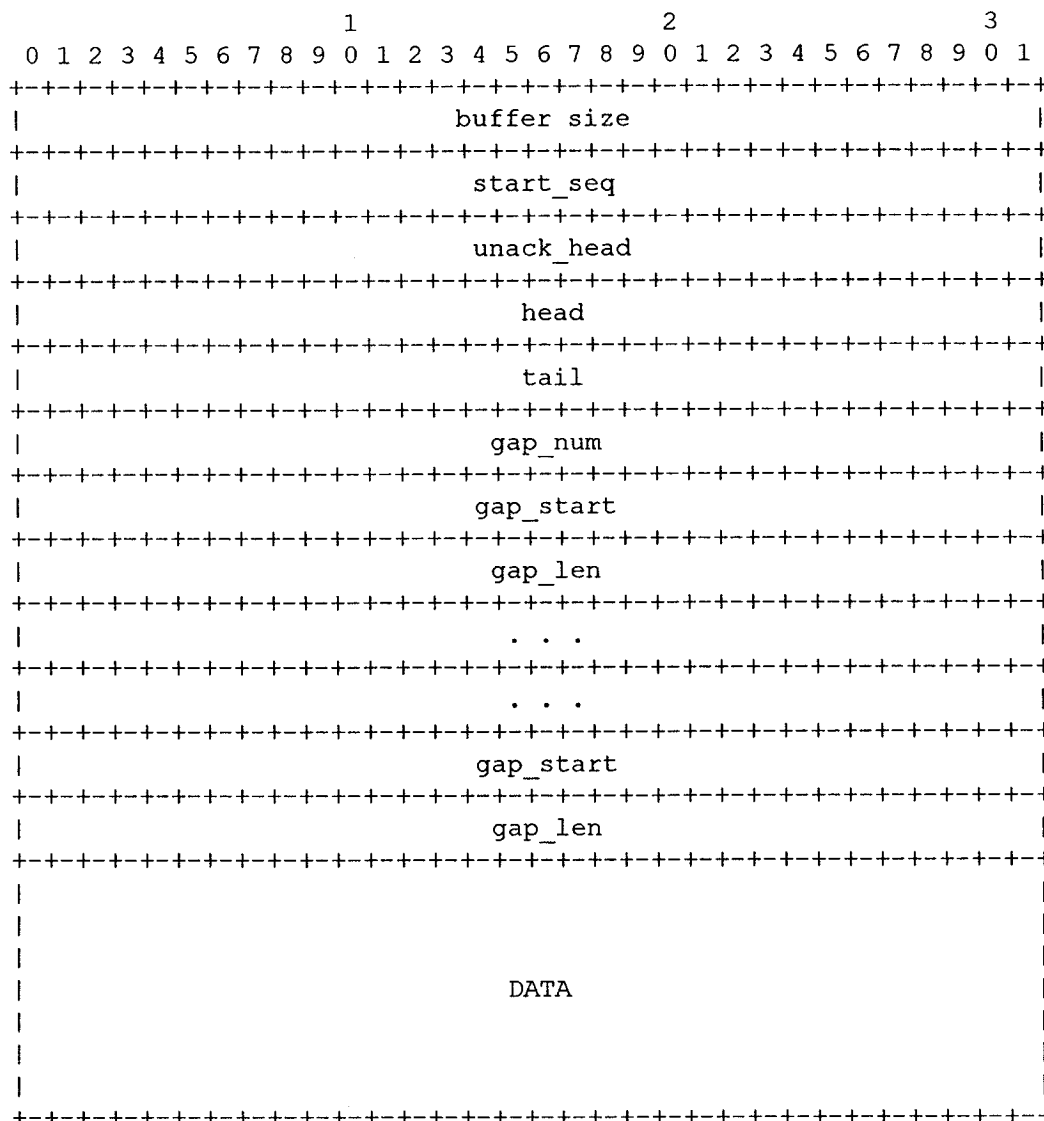 1                   2                   3
 0 1 2 3 4 5 6 7 8 9 0 1 2 3 4 5 6 7 8 9 0 1 2 3 4 5 6 7 8 9 0 1
+-+-+-+-+-+-+-+-+-+-+-+-+-+-+-+-+-+-+-+-+-+-+-+-+-+-+-+-+-+-+-+-+
| buffer size |
+-+-+-+-+-+-+-+-+-+-+-+-+-+-+-+-+-+-+-+-+-+-+-+-+-+-+-+-+-+-+-+-+
| start_seq |
+-+-+-+-+-+-+-+-+-+-+-+-+-+-+-+-+-+-+-+-+-+-+-+-+-+-+-+-+-+-+-+-+
| unack_head |
+-+-+-+-+-+-+-+-+-+-+-+-+-+-+-+-+-+-+-+-+-+-+-+-+-+-+-+-+-+-+-+-+
| head |
+-+-+-+-+-+-+-+-+-+-+-+-+-+-+-+-+-+-+-+-+-+-+-+-+-+-+-+-+-+-+-+-+
| tail |
+-+-+-+-+-+-+-+-+-+-+-+-+-+-+-+-+-+-+-+-+-+-+-+-+-+-+-+-+-+-+-+-+
| gap_num |
+-+-+-+-+-+-+-+-+-+-+-+-+-+-+-+-+-+-+-+-+-+-+-+-+-+-+-+-+-+-+-+-+
| gap_start |
+-+-+-+-+-+-+-+-+-+-+-+-+-+-+-+-+-+-+-+-+-+-+-+-+-+-+-+-+-+-+-+-+
| gap_len |
+-+-+-+-+-+-+-+-+-+-+-+-+-+-+-+-+-+-+-+-+-+-+-+-+-+-+-+-+-+-+-+-+
| . . . |
+-+-+-+-+-+-+-+-+-+-+-+-+-+-+-+-+-+-+-+-+-+-+-+-+-+-+-+-+-+-+-+-+
| . . . |
+-+-+-+-+-+-+-+-+-+-+-+-+-+-+-+-+-+-+-+-+-+-+-+-+-+-+-+-+-+-+-+-+
| gap_start |
+-+-+-+-+-+-+-+-+-+-+-+-+-+-+-+-+-+-+-+-+-+-+-+-+-+-+-+-+-+-+-+-+
| gap_len |
+-+-+-+-+-+-+-+-+-+-+-+-+-+-+-+-+-+-+-+-+-+-+-+-+-+-+-+-+-+-+-+-+
| |
| |
| |
| DATA |
| |
| |
| |
+-+-+-+-+-+-+-+-+-+-+-+-+-+-+-+-+-+-+-+-+-+-+-+-+-+-+-+-+-+-+-+-+